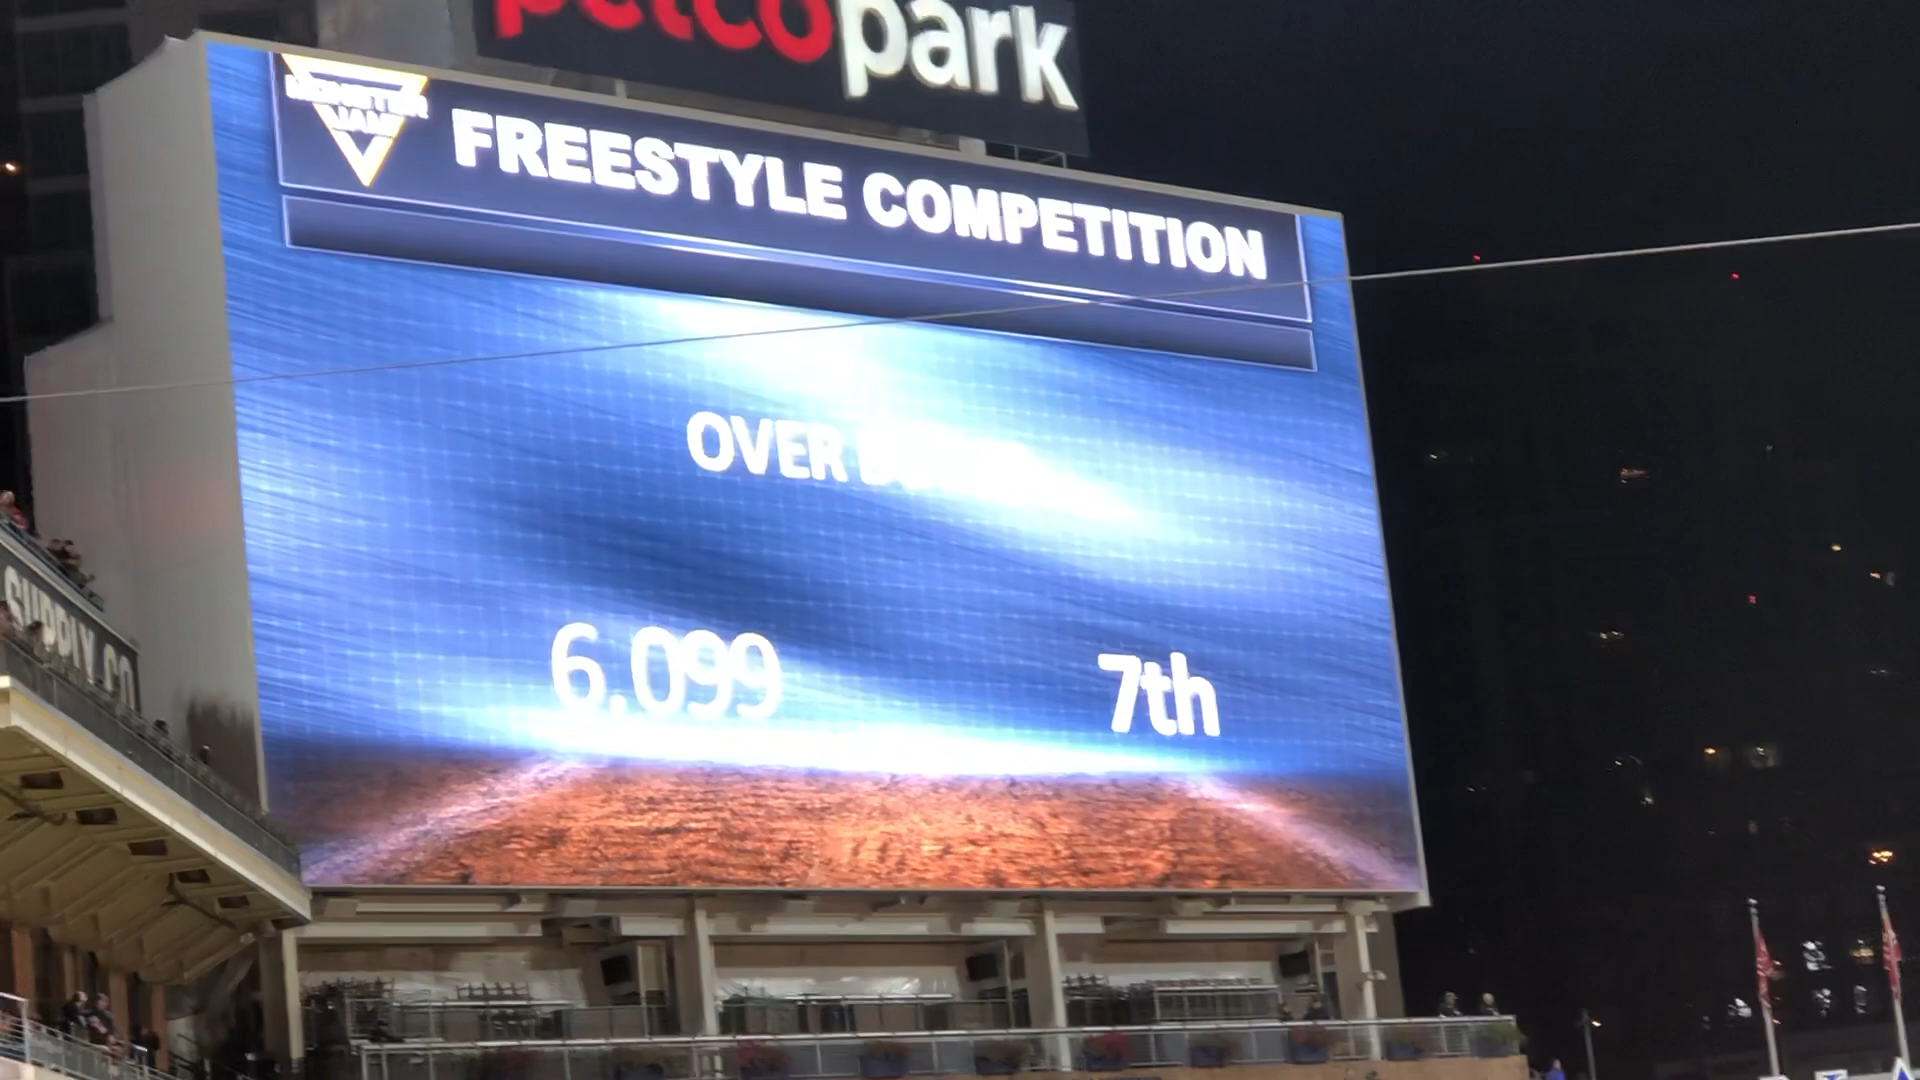 petco park
MONSTER
JAM
FREESTYLE COMPETITION
OVER
6.099
7th
SUPPLY CO